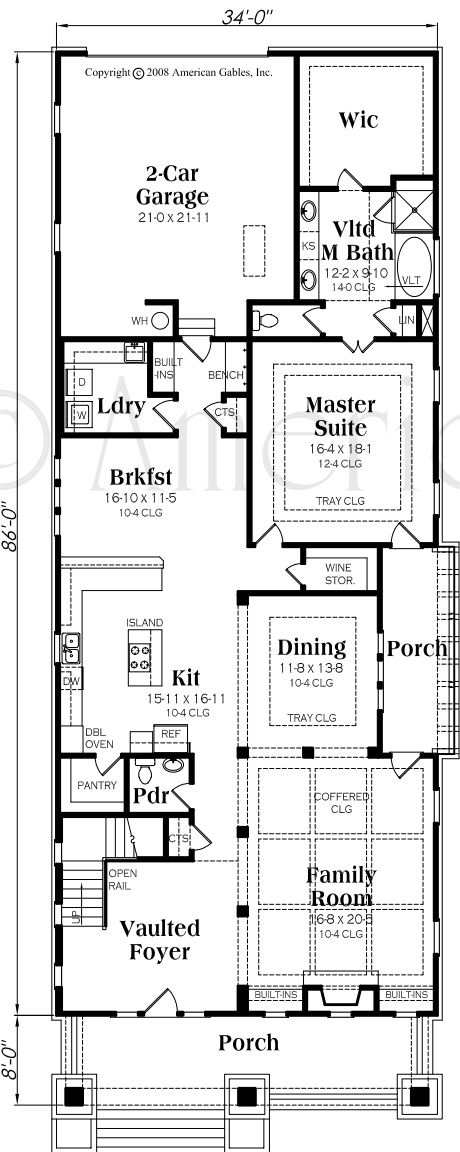 34'-0"
Copyright © 2008 American Gables, Inc.
Wic
2-Car
Garage
21-0 x 21-11
Vltd
M Bath
12-2 x 9-10
14-0 CLG
KS
VLT.
WH
LIN
BUILT
-INS
BENCH
D
W
Ldry
CTS
Master
Suite
16-4 x 18-1
12-4 CLG
TRAY CLG
© Americ
Brkfst
16-10 x 11-5
10-4 CLG
86'-0"
WINE
STOR.
ISLAND
Dining
11-8 x 13-8
10-4 CLG
TRAY CLG
Porch
DW
Kit
15-11 x 16-11
10-4 CLG
DBL
OVEN
REF
PANTRY
Pdr
COFFERED
CLG
CTS
OPEN
RAIL
UP
Family
Room
16-8 x 20-5
10-4 CLG
Vaulted
Foyer
BUILT-INS
BUILT-INS
Porch
8'-0"